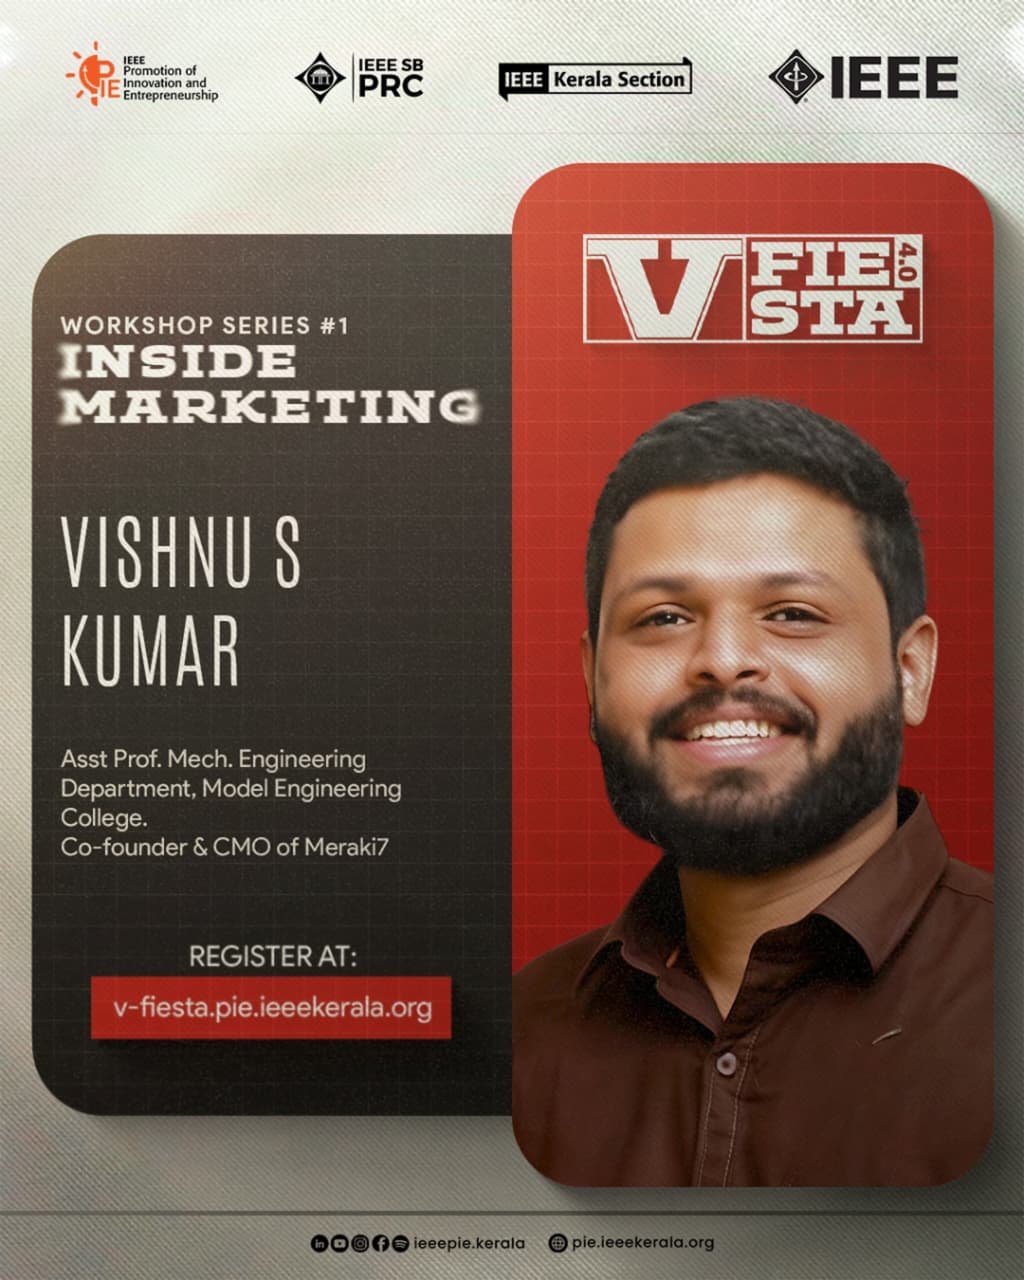 IEEE
Promotion of
Innovation and
Entrepreneurship
PIE
IEEE SB
PRC
IEEE Kerala Section
IEEE
V FIESTA 4.0
WORKSHOP SERIES #1
INSIDE
MARKETING
VISHNU S
KUMAR
Asst Prof. Mech. Engineering
Department, Model Engineering
College.
Co-founder & CMO of Meraki7
REGISTER AT:
v-fiesta.pie.ieeekerala.org
ieeepie.kerala
pie.ieeekerala.org